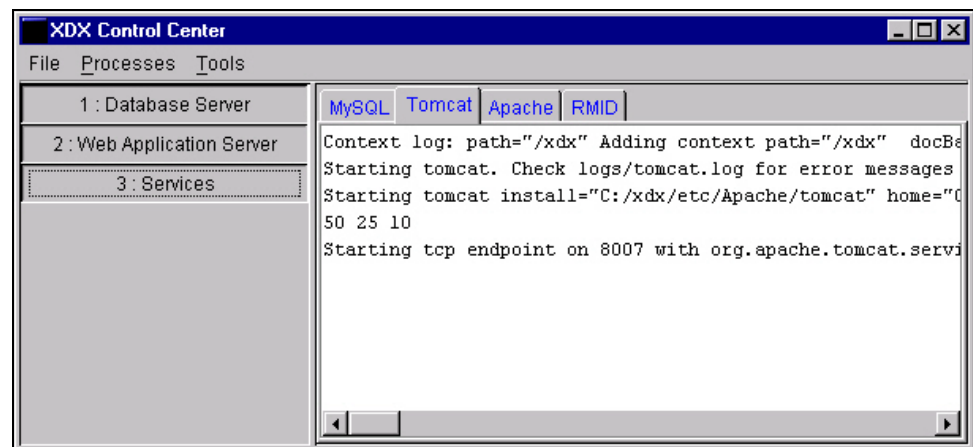 XDX Control Center
File Processes Tools
1 : Database Server
2 : Web Application Server
3 : Services
MySQL Tomcat Apache RMID
Context log: path="/xdx" Adding context path="/xdx" docBa
Starting tomcat. Check logs/tomcat.log for error messages
Starting tomcat install="C:/xdx/etc/Apache/tomcat" home="C
50 25 10
Starting tcp endpoint on 8007 with org.apache.tomcat.servi